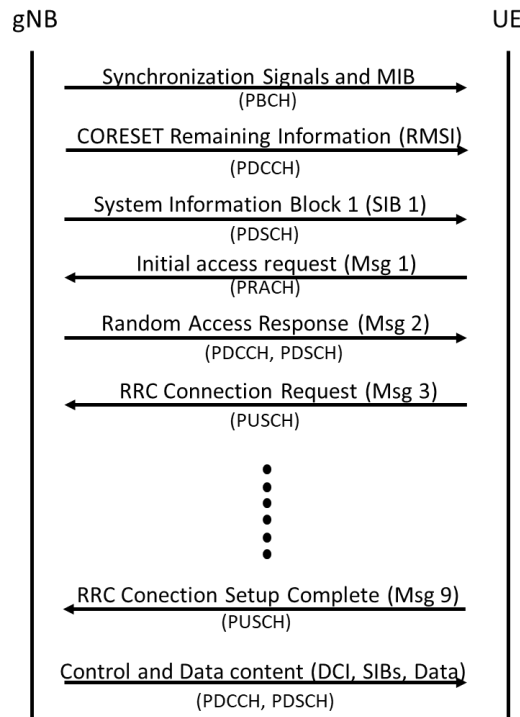 gNB
UE
Synchronization Signals and MIB
(PBCH)
CORESET Remaining Information (RMSI)
(PDCCH)
System Information Block 1 (SIB 1)
(PDSCH)
Initial access request (Msg 1)
(PRACH)
Random Access Response (Msg 2)
(PDCCH, PDSCH)
RRC Connection Request (Msg 3)
(PUSCH)
RRC Conection Setup Complete (Msg 9)
(PUSCH)
Control and Data content (DCI, SIBs, Data)
(PDCCH, PDSCH)